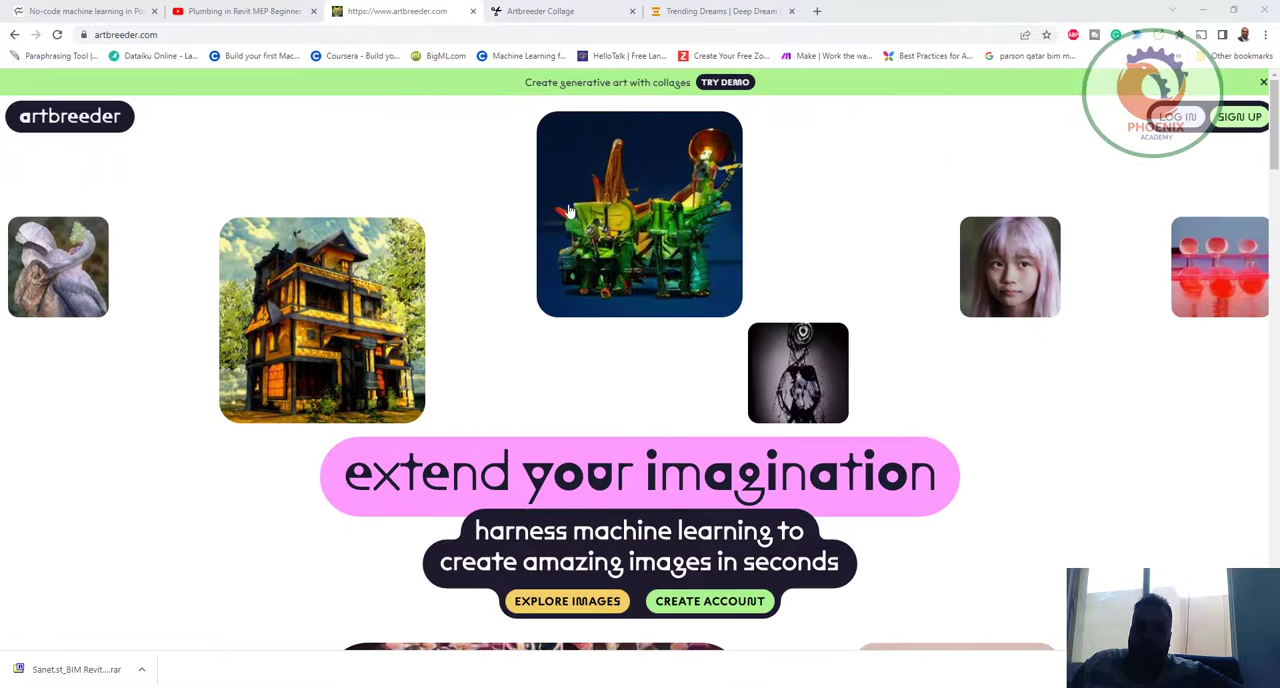 No-code machine learning in Po
Plumbing in Revit MEP Beginner
https://www.artbreeder.com
Artbreeder Collage
Trending Dreams | Deep Dream
artbreeder.com
Paraphrasing Tool |...
Dataiku Online - La...
Build your first Mac...
Coursera - Build yo...
BigML.com
Machine Learning f...
HelloTalk | Free Lan...
Create Your Free Zo...
Make | Work the wa...
Best Practices for A...
parson qatar bim m...
Other bookmarks
Create generative art with collages TRY DEMO
artbreeder
LOG IN
SIGN UP
PHOENIX
ACADEMY
extend your imagination
harness machine learning to
create amazing images in seconds
EXPLORE IMAGES
CREATE ACCOUNT
Sanet.st_BIM Revit....rar